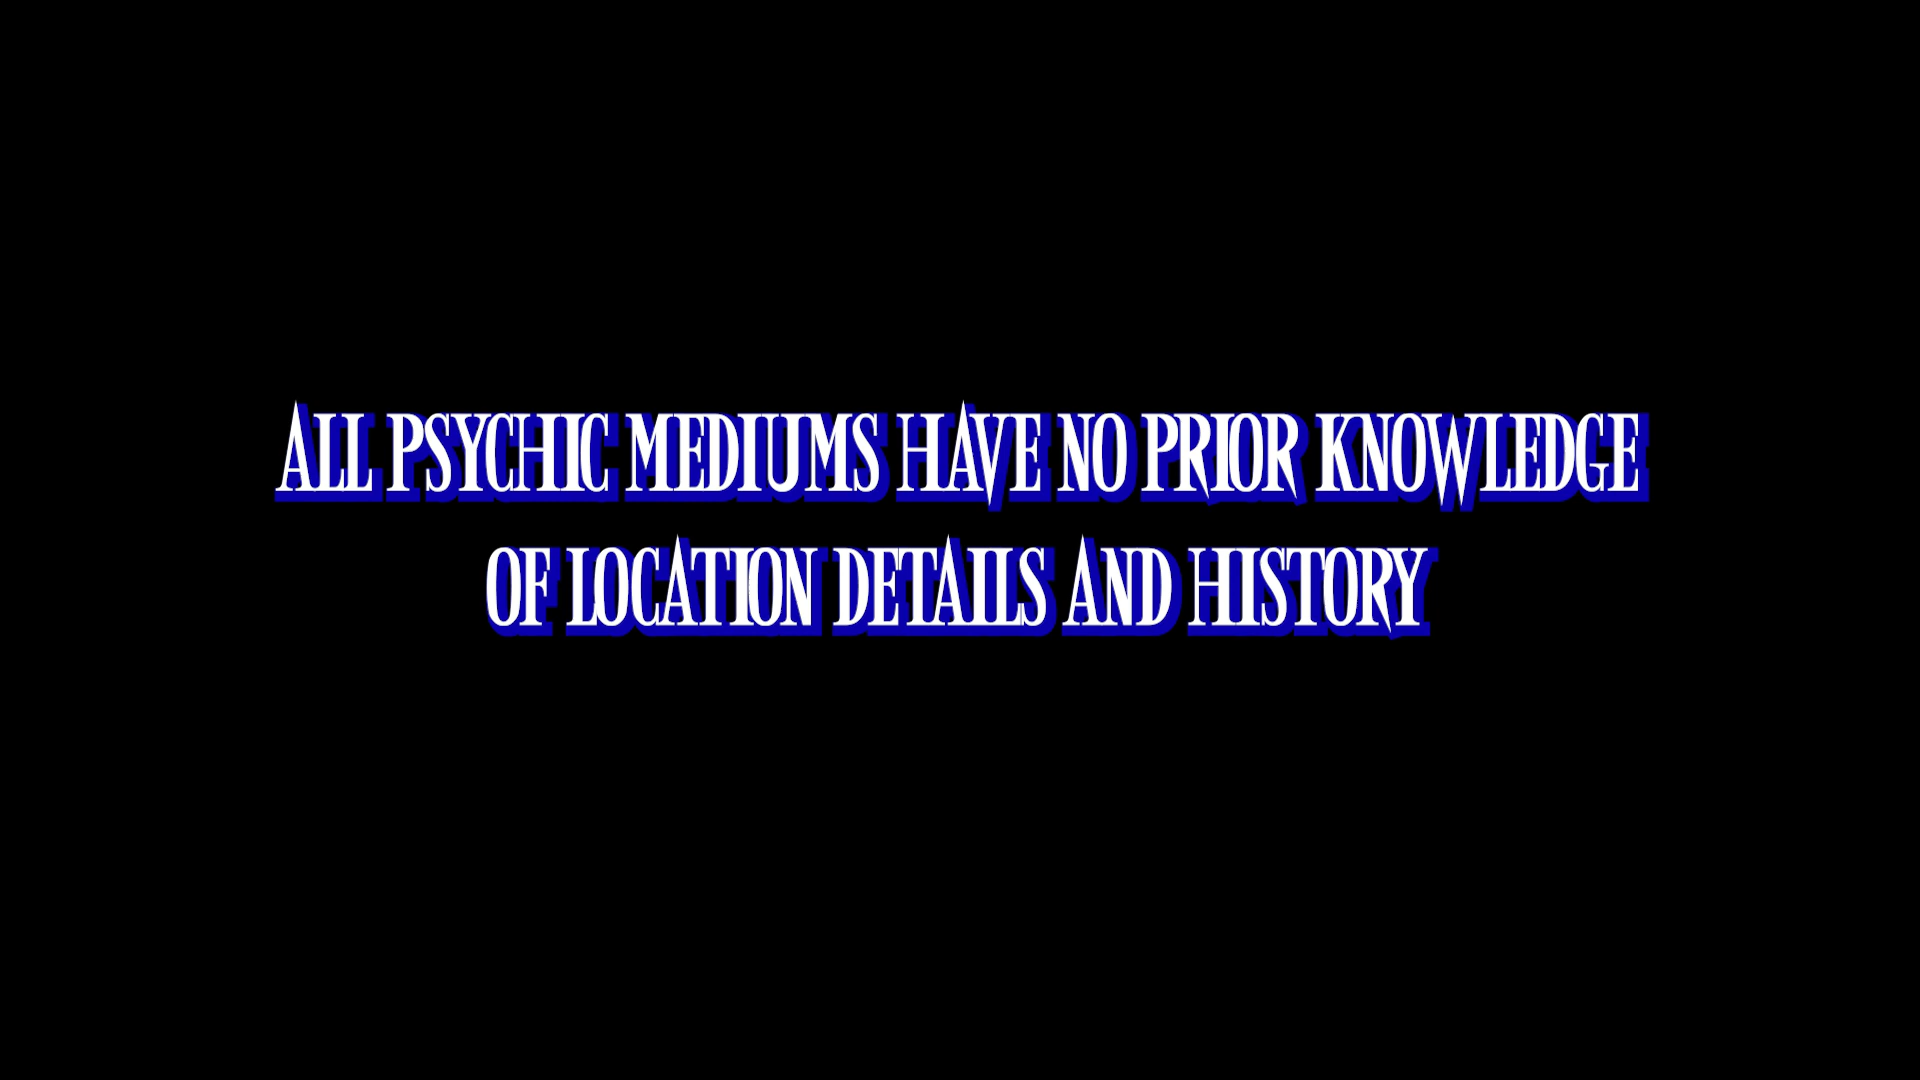 ALL PSYCHIC MEDIUMS HAVE NO PRIOR KNOWLEDGE
OF LOCATION DETAILS AND HISTORY